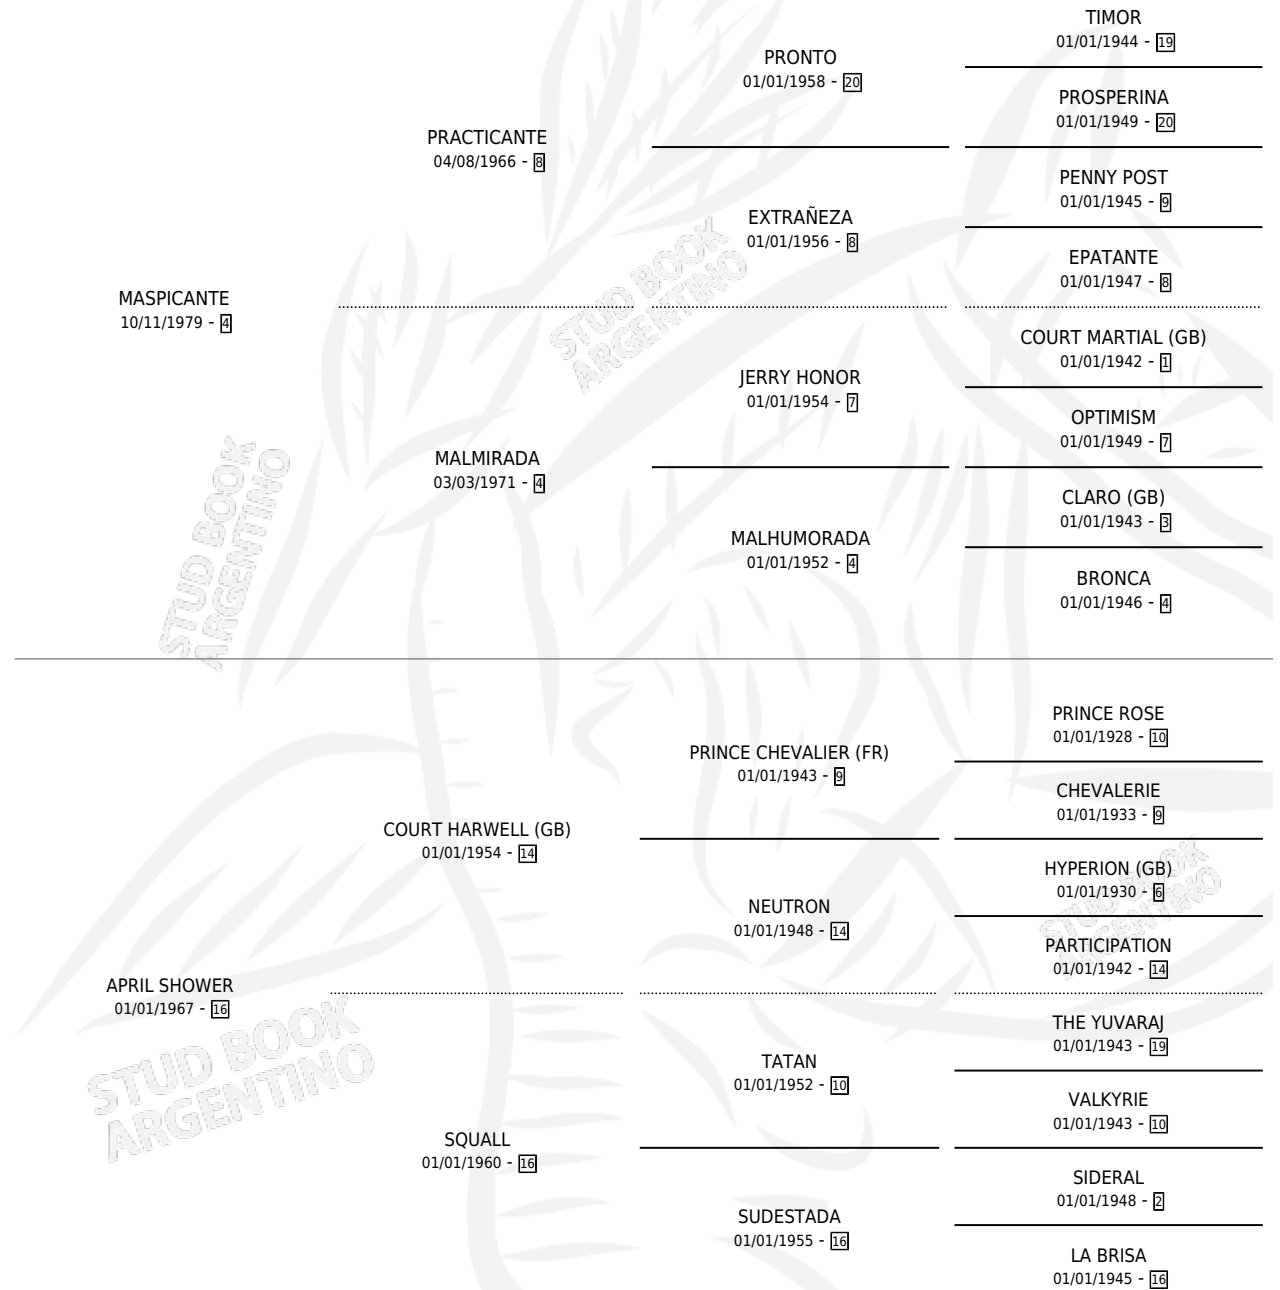 TIMOR
01/01/1944 - 19
PRONTO
01/01/1958 - 20
PROSPERINA
01/01/1949 - 20
PRACTICANTE
04/08/1966 - 8
PENNY POST
01/01/1945 - 9
EXTRAÑEZA
01/01/1956 - 8
EPATANTE
01/01/1947 - 8
MASPICANTE
10/11/1979 - 4
COURT MARTIAL (GB)
01/01/1942 - 1
JERRY HONOR
01/01/1954 - 7
OPTIMISM
01/01/1949 - 7
MALMIRADA
03/03/1971 - 4
CLARO (GB)
01/01/1943 - 3
MALHUMORADA
01/01/1952 - 4
BRONCA
01/01/1946 - 4
PRINCE ROSE
01/01/1928 - 10
PRINCE CHEVALIER (FR)
01/01/1943 - 9
CHEVALERIE
01/01/1933 - 9
COURT HARWELL (GB)
01/01/1954 - 14
HYPERION (GB)
01/01/1930 - 6
NEUTRON
01/01/1948 - 14
PARTICIPATION
01/01/1942 - 14
APRIL SHOWER
01/01/1967 - 16
THE YUVARAJ
01/01/1943 - 19
TATAN
01/01/1952 - 10
VALKYRIE
01/01/1943 - 10
SQUALL
01/01/1960 - 16
SIDERAL
01/01/1948 - 2
SUDESTADA
01/01/1955 - 16
LA BRISA
01/01/1945 - 16
STUD BOOK
ARGENTINO
STUD BOOK
ARGENTINO
STUD BOOK
ARGENTINO
STUD BOOK
ARGENTINO